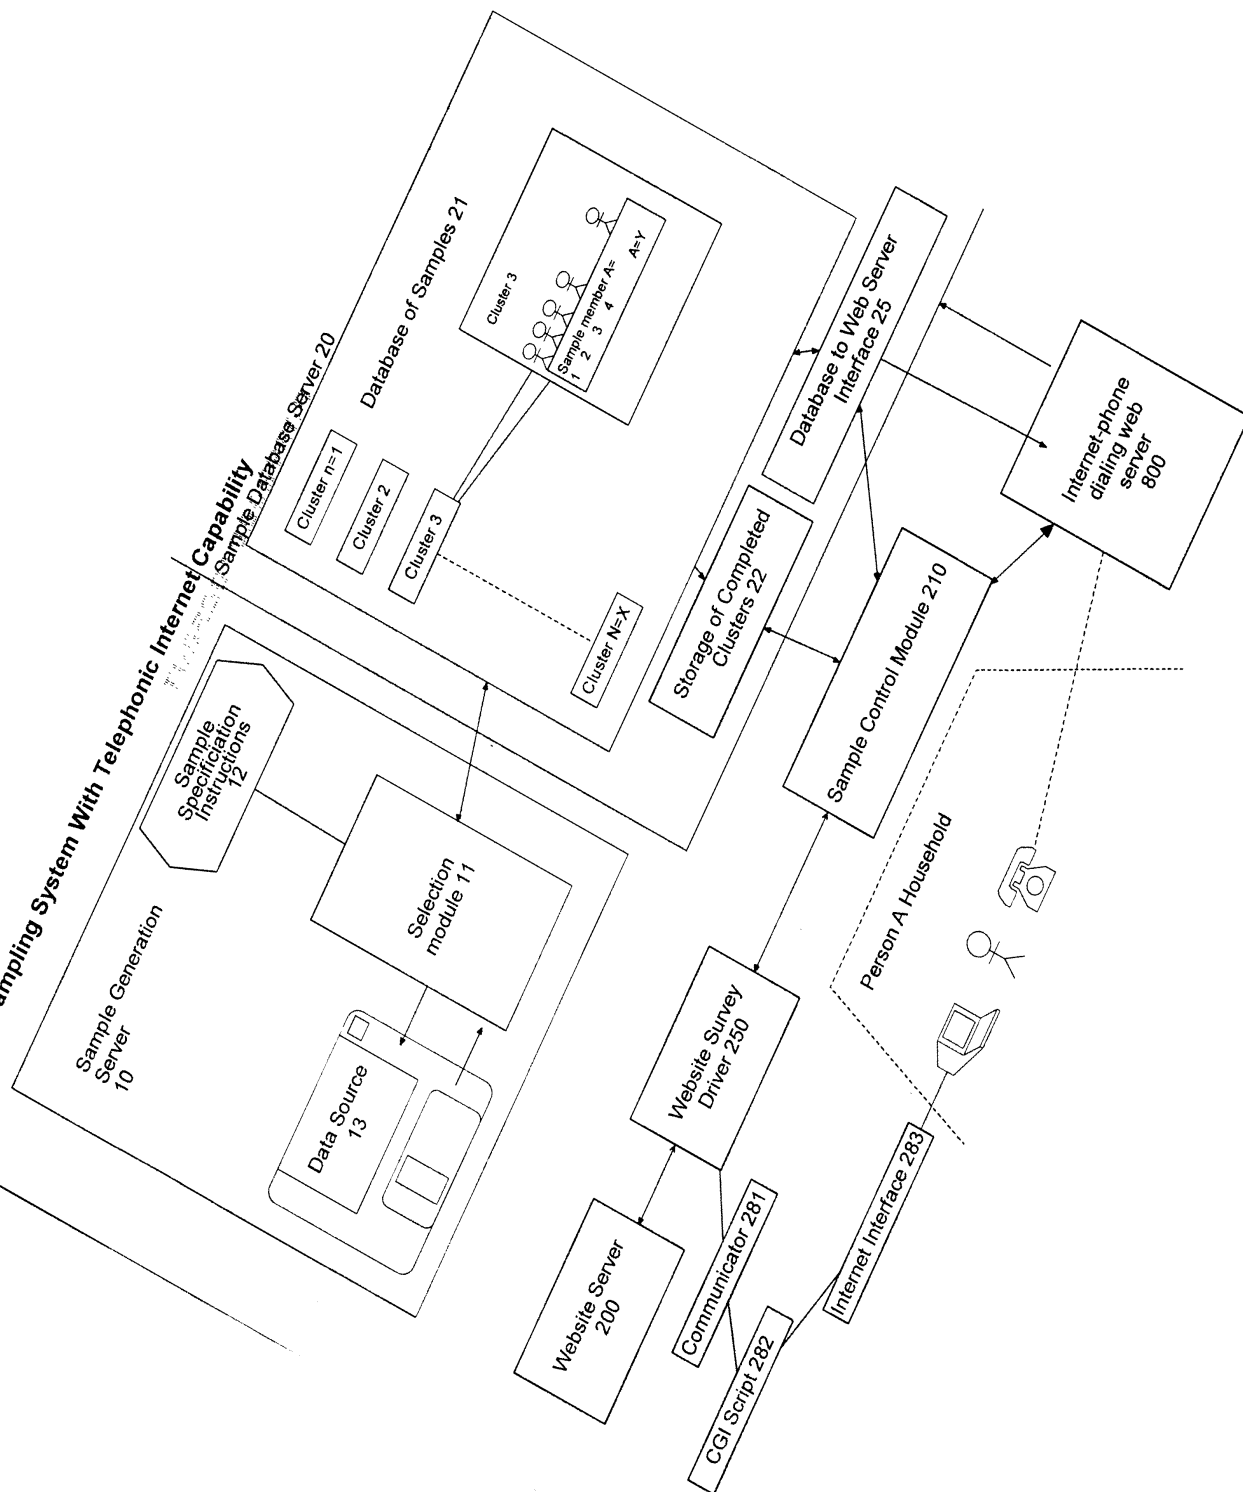 ampling System With Telephonic Internet Capability
Sample Database Server 20
Database of Samples 21
Cluster n=1
Cluster 2
Cluster 3
Cluster N=X
Cluster 3
Sample member A=
1 2 3 4 A=Y
Sample
Specificiation
Instructions
12
Sample Generation
Server
10
Selection
module 11
Data Source
13
Storage of Completed
Clusters 22
Database to Web Server
Interface 25
Sample Control Module 210
Internet-phone
dialing web
server
800
Website Survey
Driver 250
Website Server
200
Communicator 281
CGI Script 282
Internet Interface 283
Person A Household